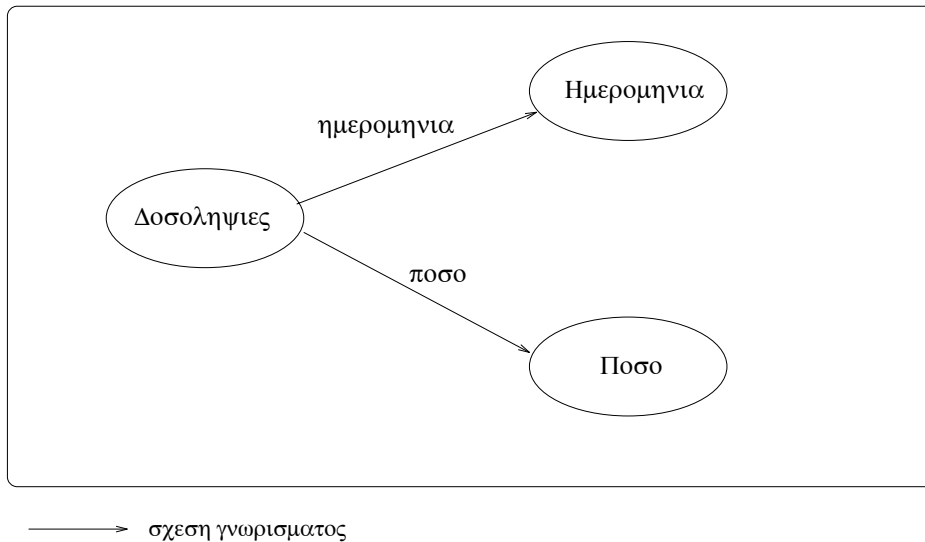 Ημερομηνια
ημερομηνια
Δοσοληψιες
ποσο
Ποσο
σχεση γνωρισματος